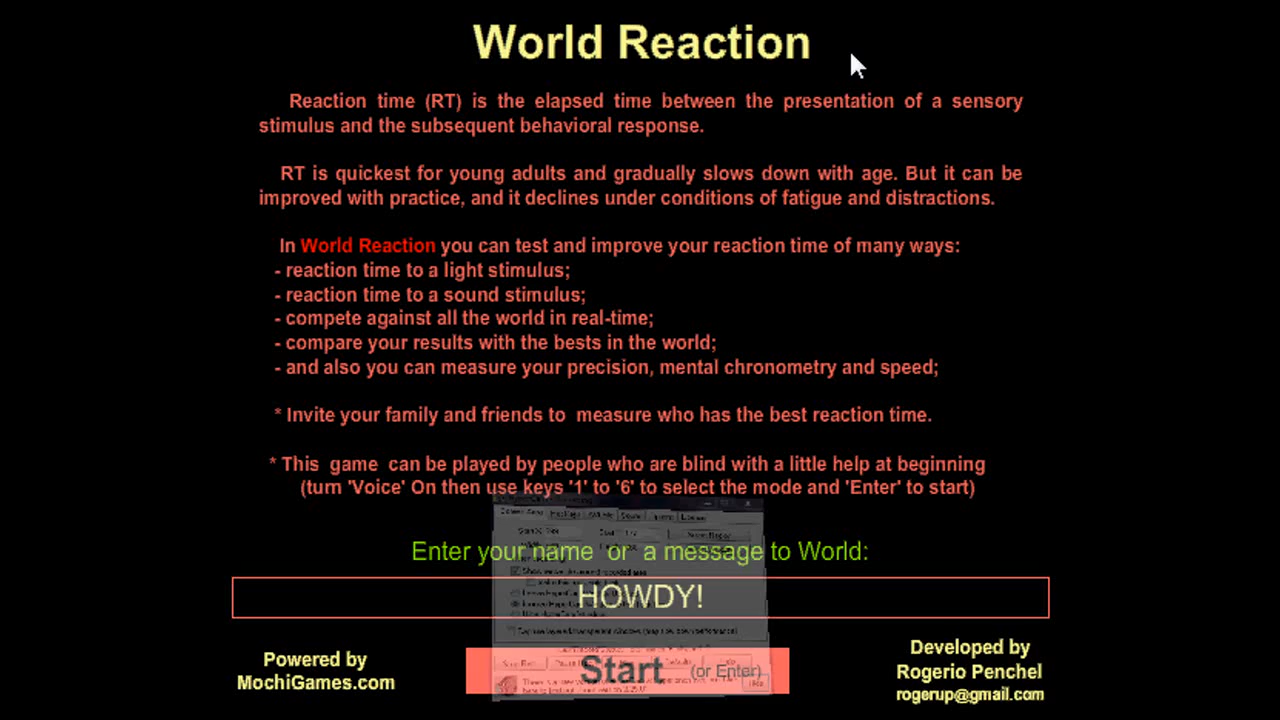 World Reaction
Reaction time (RT) is the elapsed time between the presentation of a sensory
stimulus and the subsequent behavioral response.
RT is quickest for young adults and gradually slows down with age. But it can be
improved with practice, and it declines under conditions of fatigue and distractions.
In World Reaction you can test and improve your reaction time of many ways:
- reaction time to a light stimulus;
- reaction time to a sound stimulus;
- compete against all the world in real-time;
- compare your results with the bests in the world;
- and also you can measure your precision, mental chronometry and speed;
* Invite your family and friends to measure who has the best reaction time.
* This game can be played by people who are blind with a little help at beginning
(turn 'Voice' On then use keys '1' to '6' to select the mode and 'Enter' to start)
Enter your name or a message to World:
HOWDY!
Start (or Enter)
Powered by
MochiGames.com
Developed by
Rogerio Penchel
rogerup@gmail.com